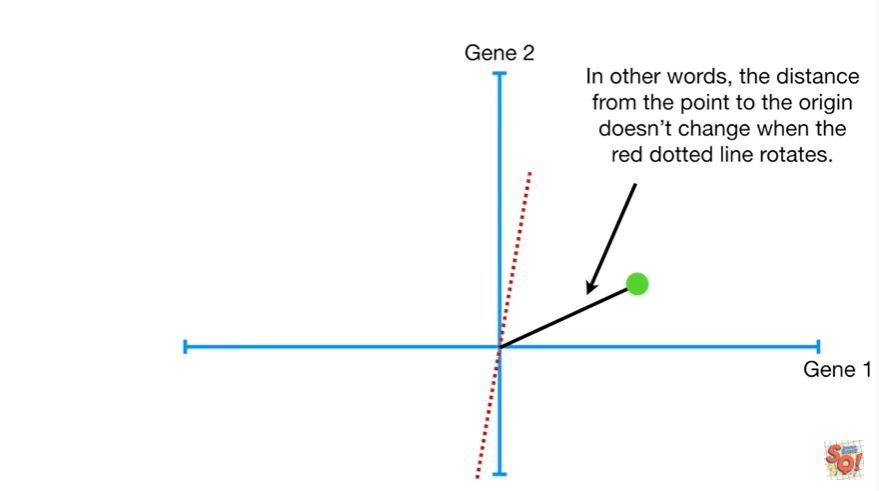 Gene 2
In other words, the distance
from the point to the origin
doesn't change when the
red dotted line rotates.
Gene 1
SQ!